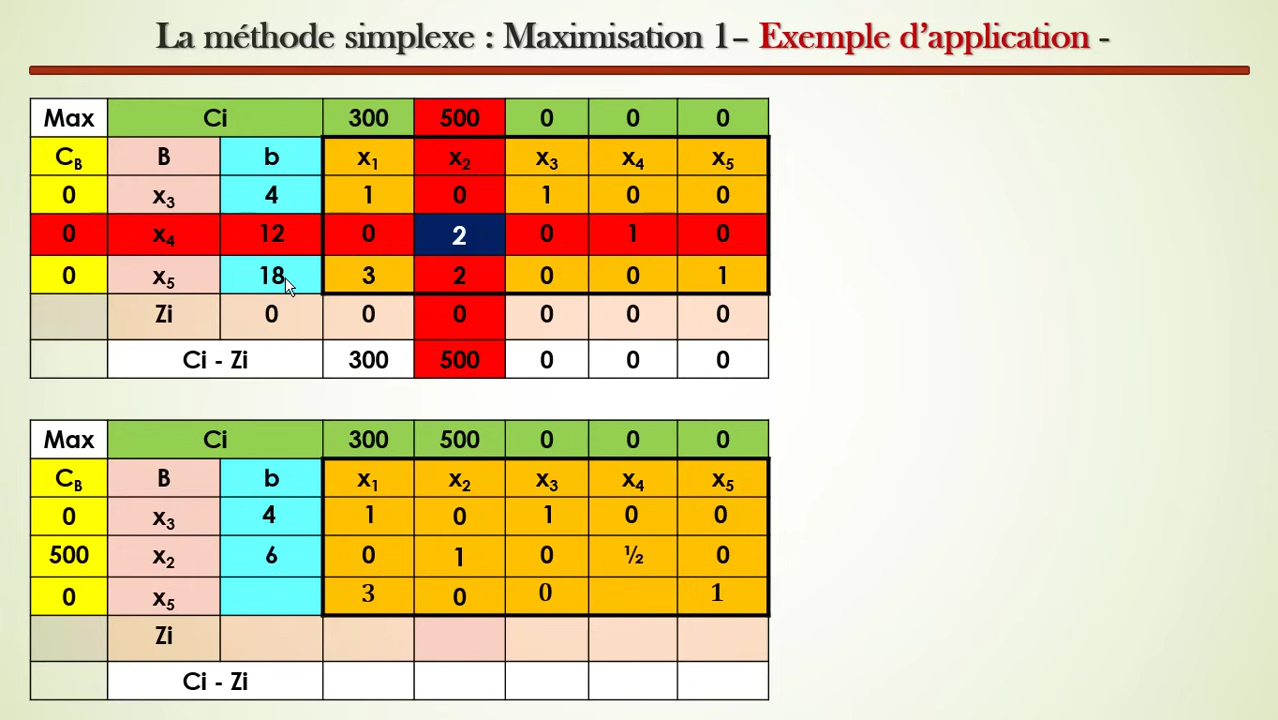 La méthode simplexe : Maximisation 1– Exemple d'application -
Max Ci 300 500 0 0 0
CB B b x1 x2 x3 x4 x5
0 x3 4 1 0 1 0 0
0 x4 12 0 2 0 1 0
0 x5 18 3 2 0 0 1
Zi 0 0 0 0 0 0
Ci - Zi 300 500 0 0 0
Max Ci 300 500 0 0 0
CB B b x1 x2 x3 x4 x5
0 x3 4 1 0 1 0 0
500 x2 6 0 1 0 ½ 0
0 x5 3 0 0 1
Zi
Ci - Zi